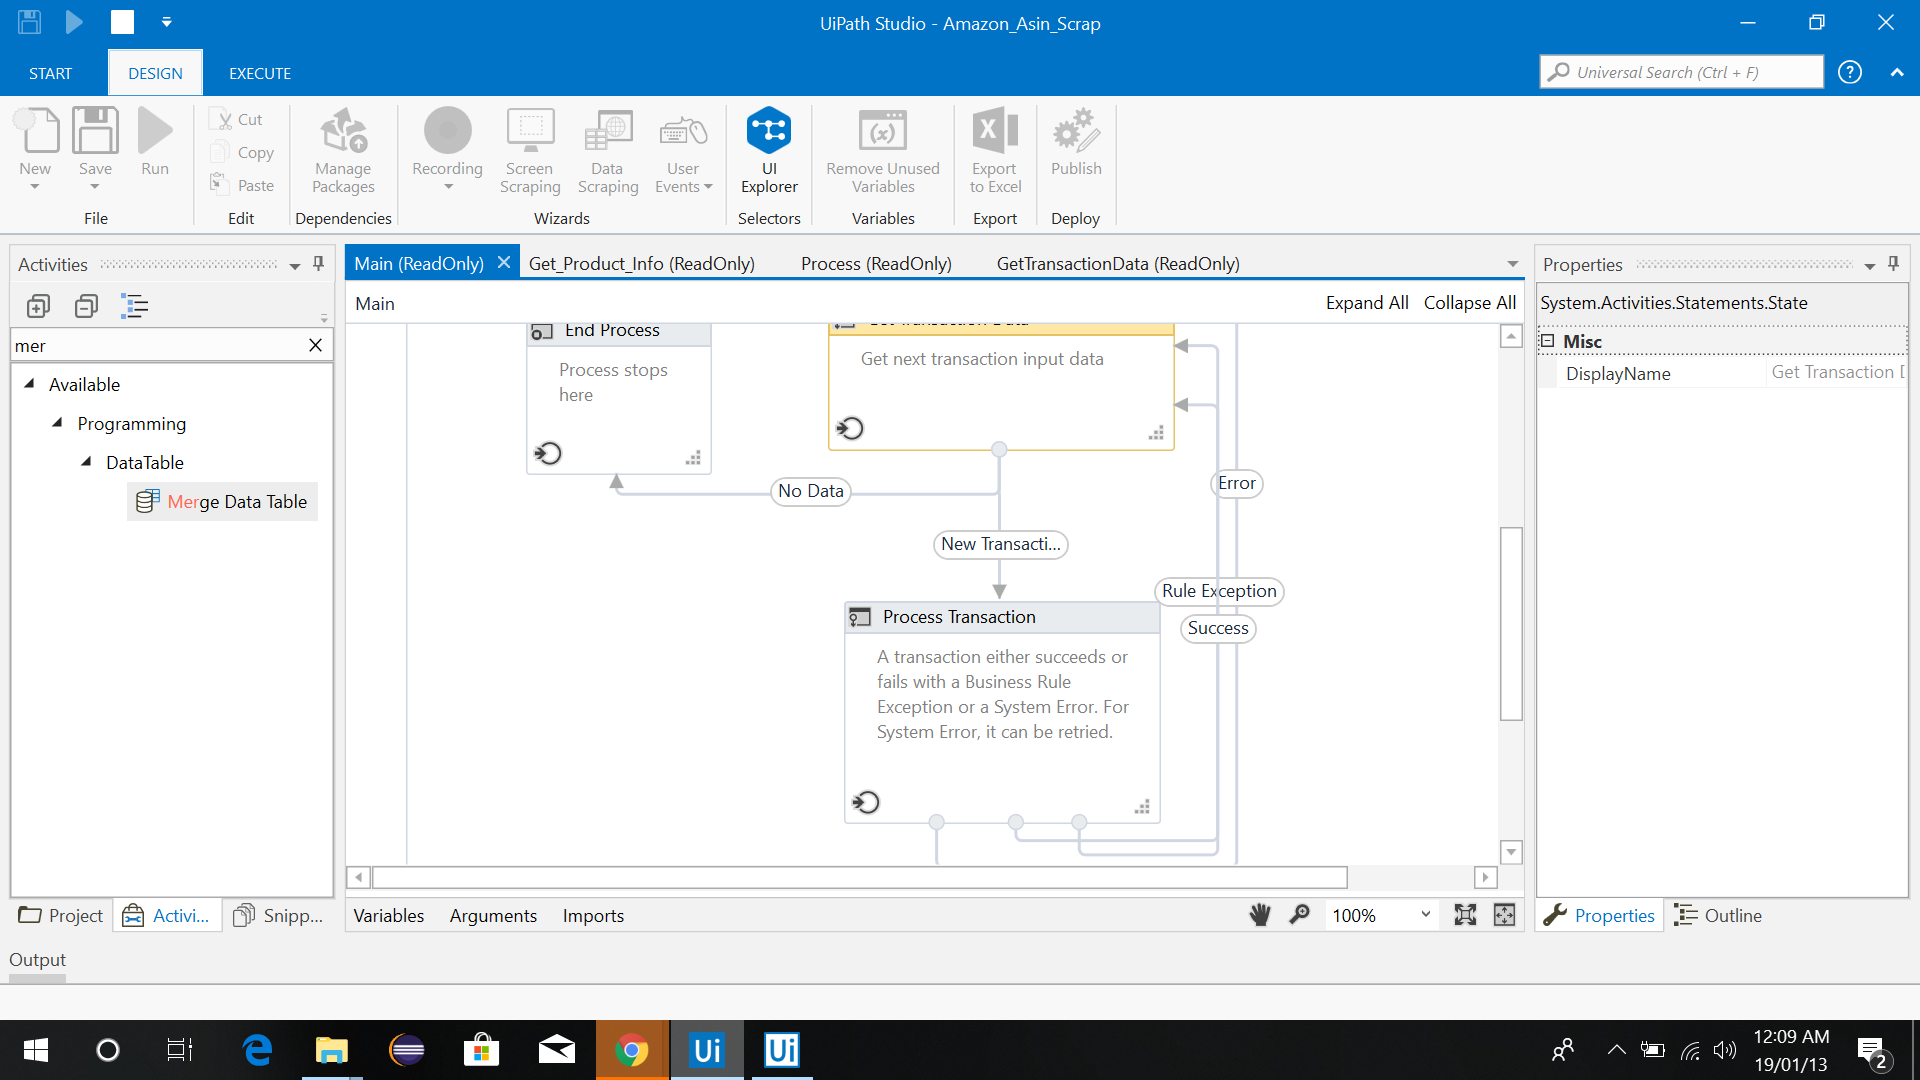 UiPath Studio - Amazon_Asin_Scrap
START DESIGN EXECUTE
Universal Search (Ctrl + F)
New
Save
Run
File
Cut
Copy
Paste
Edit
Manage
Packages
Dependencies
Recording
Screen
Scraping
Data
Scraping
User
Events
Wizards
UI
Explorer
Selectors
Remove Unused
Variables
Variables
Export
to Excel
Export
Publish
Deploy
Activities
mer
Available
Programming
DataTable
Merge Data Table
Project
Activi...
Snipp...
Main (ReadOnly)
Get_Product_Info (ReadOnly)
Process (ReadOnly)
GetTransactionData (ReadOnly)
Main
Expand All
Collapse All
End Process
Process stops
here
Get Transaction Data
Get next transaction input data
No Data
Error
New Transacti...
Rule Exception
Success
Process Transaction
A transaction either succeeds or
fails with a Business Rule
Exception or a System Error. For
System Error, it can be retried.
Variables
Arguments
Imports
100%
Properties
System.Activities.Statements.State
Misc
DisplayName
Get Transaction D
Properties
Outline
Output
Ui
Ui
12:09 AM
19/01/13
2